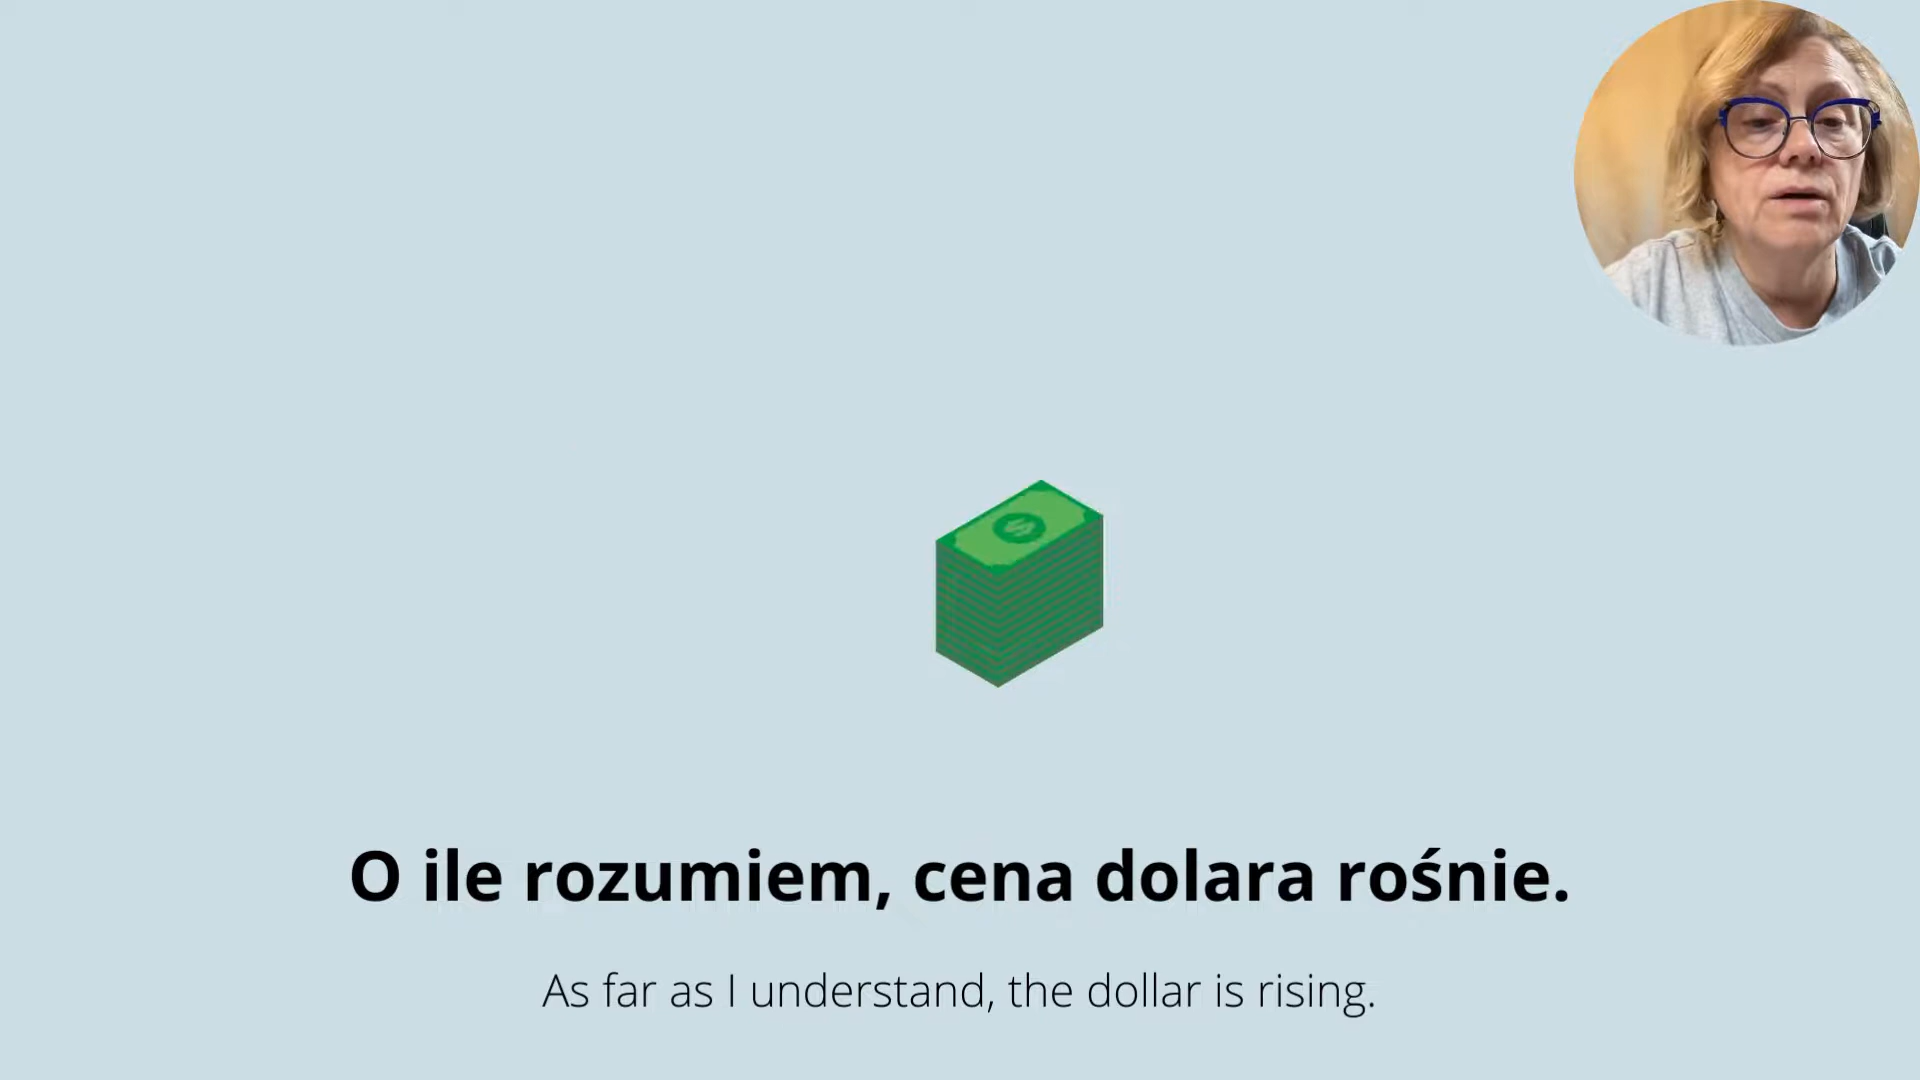 O ile rozumiem, cena dolara rośnie.
As far as I understand, the dollar is rising.